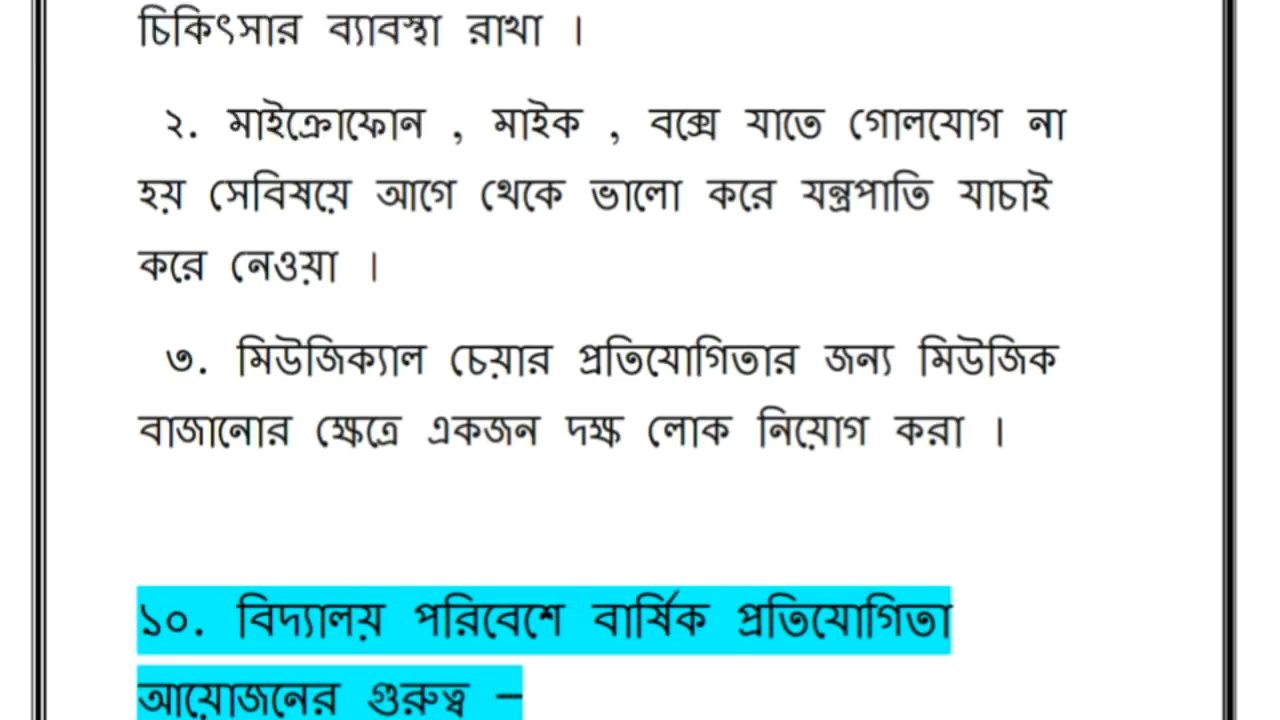 চিকিৎসার ব্যাবস্থা রাখা ।
২. মাইক্রোফোন , মাইক , বক্সে যাতে গোলযোগ না
হয় সেবিষয়ে আগে থেকে ভালো করে যন্ত্রপাতি যাচাই
করে নেওয়া ।
৩. মিউজিক্যাল চেয়ার প্রতিযোগিতার জন্য মিউজিক
বাজানোর ক্ষেত্রে একজন দক্ষ লোক নিয়োগ করা ।
১০. বিদ্যালয় পরিবেশে বার্ষিক প্রতিযোগিতা
আয়োজনের গুরুত্ব –